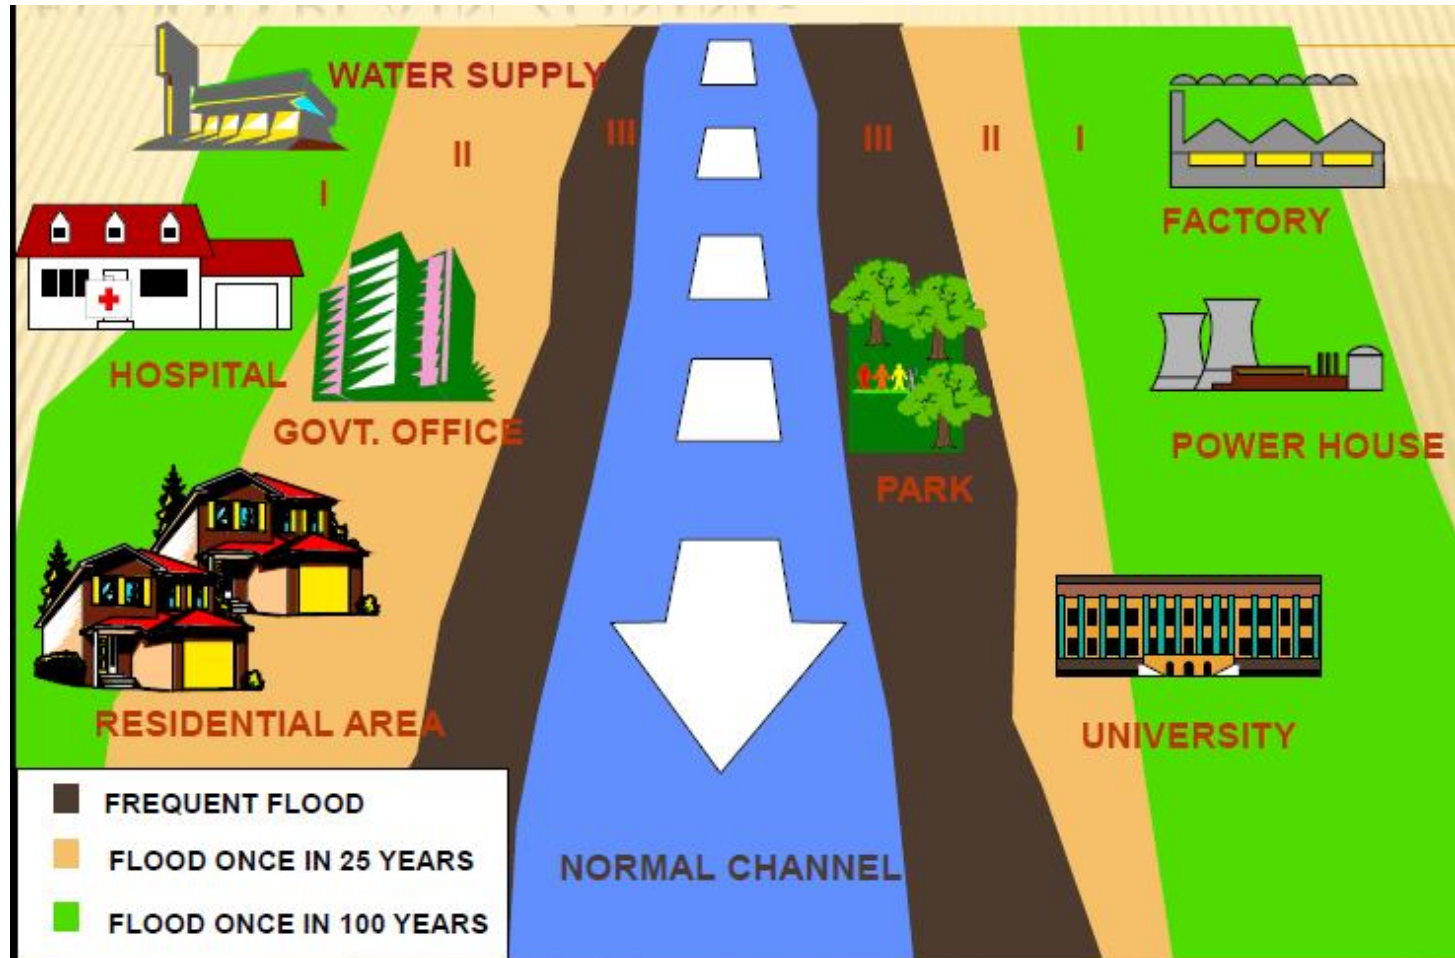 WATER SUPPLY
III
III
II
II
I
I
FACTORY
HOSPITAL
GOVT. OFFICE
POWER HOUSE
PARK
RESIDENTIAL AREA
UNIVERSITY
FREQUENT FLOOD
FLOOD ONCE IN 25 YEARS
FLOOD ONCE IN 100 YEARS
NORMAL CHANNEL